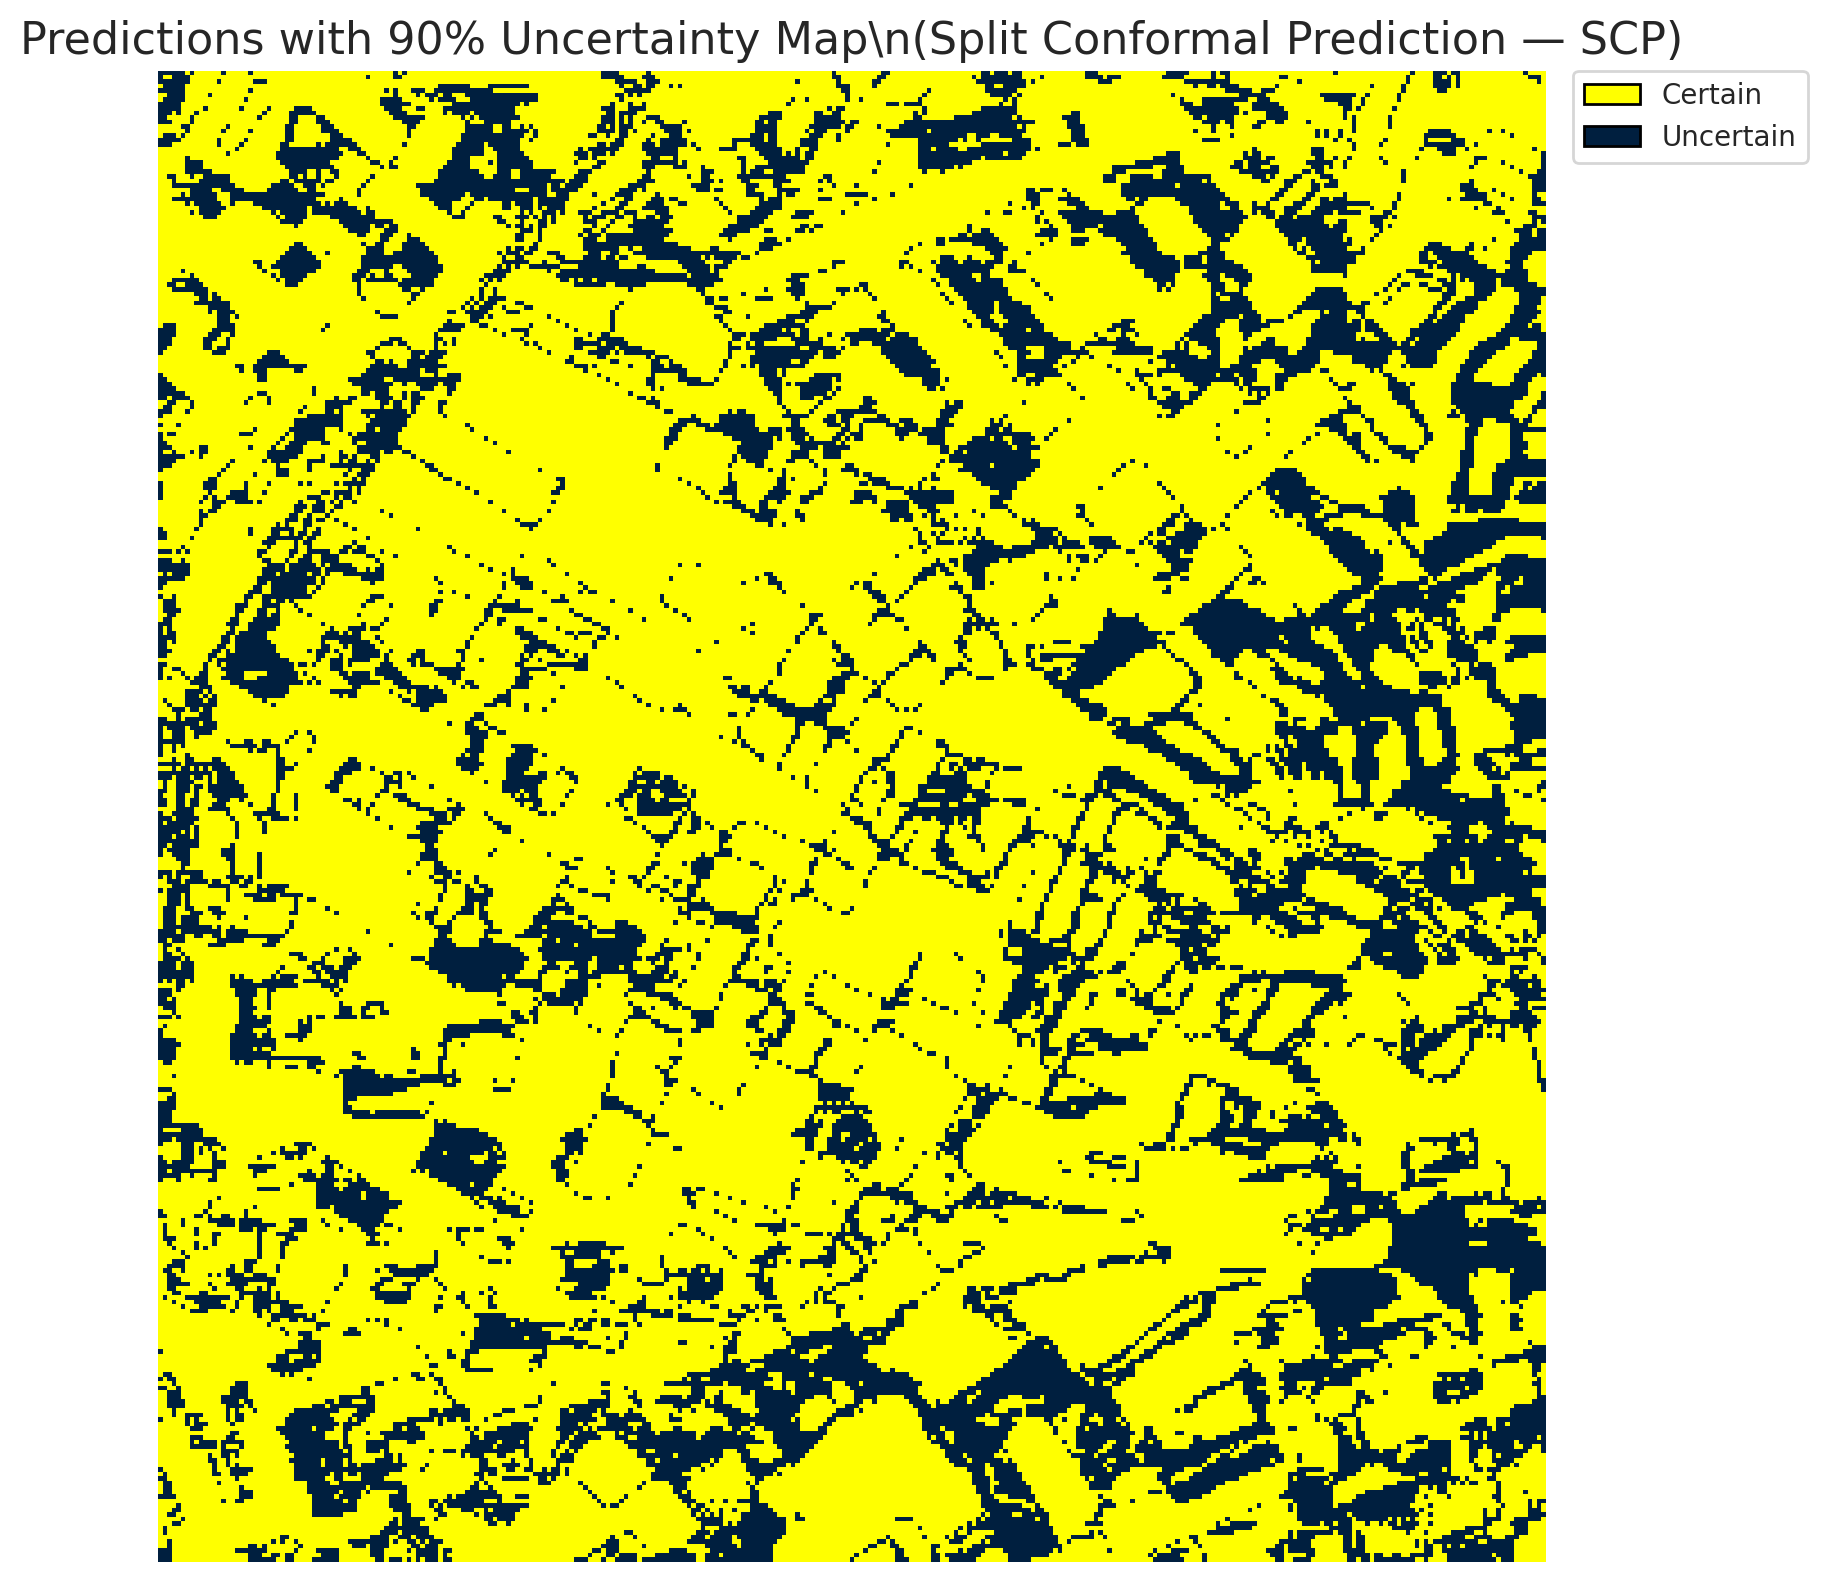 Predictions with 90% Uncertainty Map\n(Split Conformal Prediction — SCP)
Certain
Uncertain